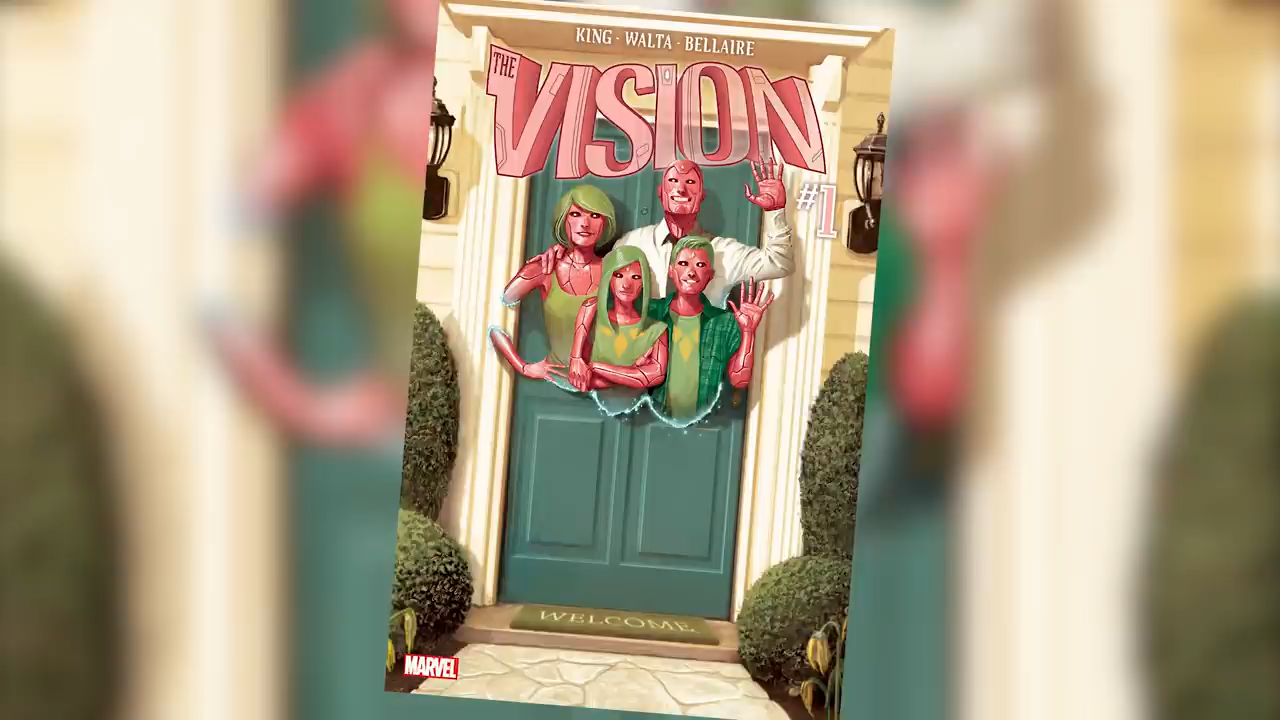 KING · WALTA · BELLAIRE
THE
VISION
#1
WELCOME
MARVEL